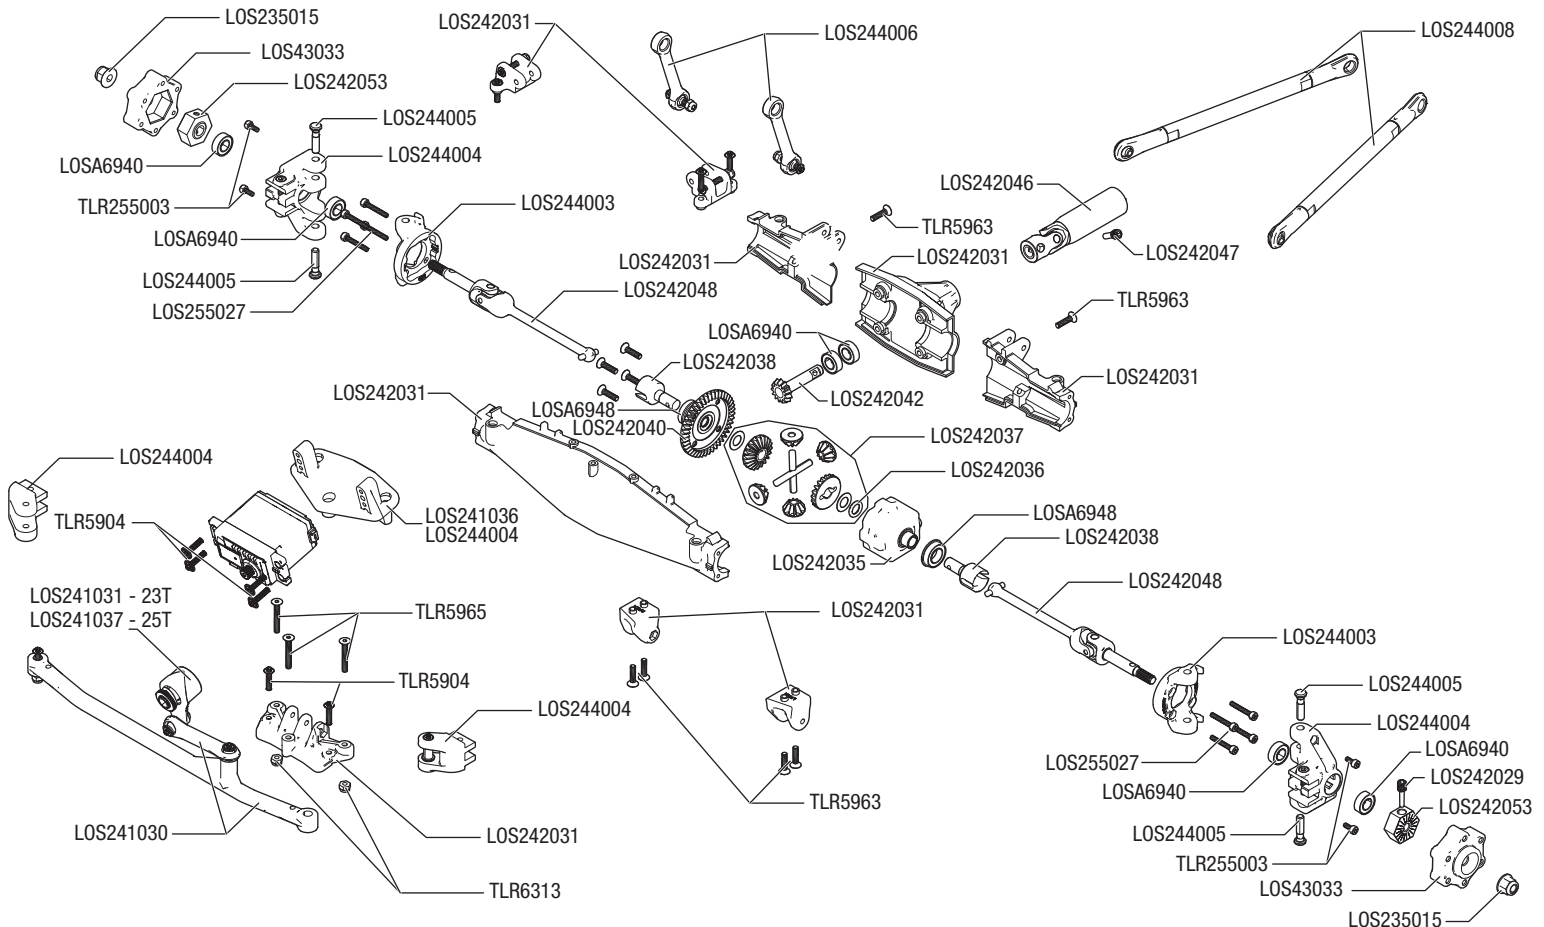 LOS235015
LOS43033
LOS242053
LOS244005
LOS244004
LOSA6940
TLR255003
LOSA6940
LOS244005
LOS255027
LOS244003
LOS242048
LOS242031
LOS244006
LOS244008
LOS242046
TLR5963
LOS242047
LOS242031
LOS242031
TLR5963
LOSA6940
LOS242038
LOS242042
LOS242031
LOS242031
LOSA6948
LOS242040
LOS242037
LOS242036
LOS244004
TLR5904
LOS241036
LOS244004
LOSA6948
LOS242038
LOS242035
LOS242048
LOS241031 - 23T
LOS241037 - 25T
TLR5965
LOS242031
LOS244003
TLR5904
LOS244004
LOS244005
LOS244004
LOSA6940
LOS255027
LOS242029
LOSA6940
LOS242053
TLR5963
LOS241030
LOS242031
LOS244005
TLR255003
TLR6313
LOS43033
LOS235015